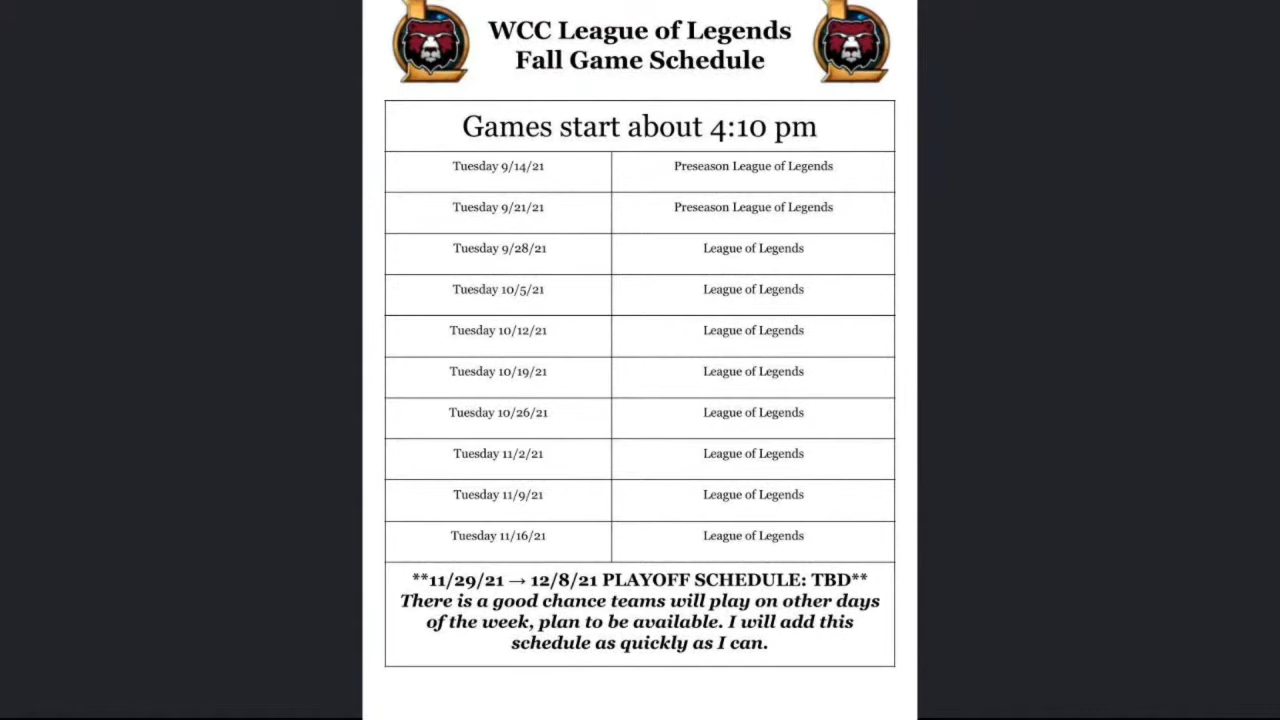 WCC League of Legends
Fall Game Schedule
Games start about 4:10 pm
Tuesday 9/14/21 Preseason League of Legends
Tuesday 9/21/21 Preseason League of Legends
Tuesday 9/28/21 League of Legends
Tuesday 10/5/21 League of Legends
Tuesday 10/12/21 League of Legends
Tuesday 10/19/21 League of Legends
Tuesday 10/26/21 League of Legends
Tuesday 11/2/21 League of Legends
Tuesday 11/9/21 League of Legends
Tuesday 11/16/21 League of Legends
**11/29/21 → 12/8/21 PLAYOFF SCHEDULE: TBD**
There is a good chance teams will play on other days
of the week, plan to be available. I will add this
schedule as quickly as I can.